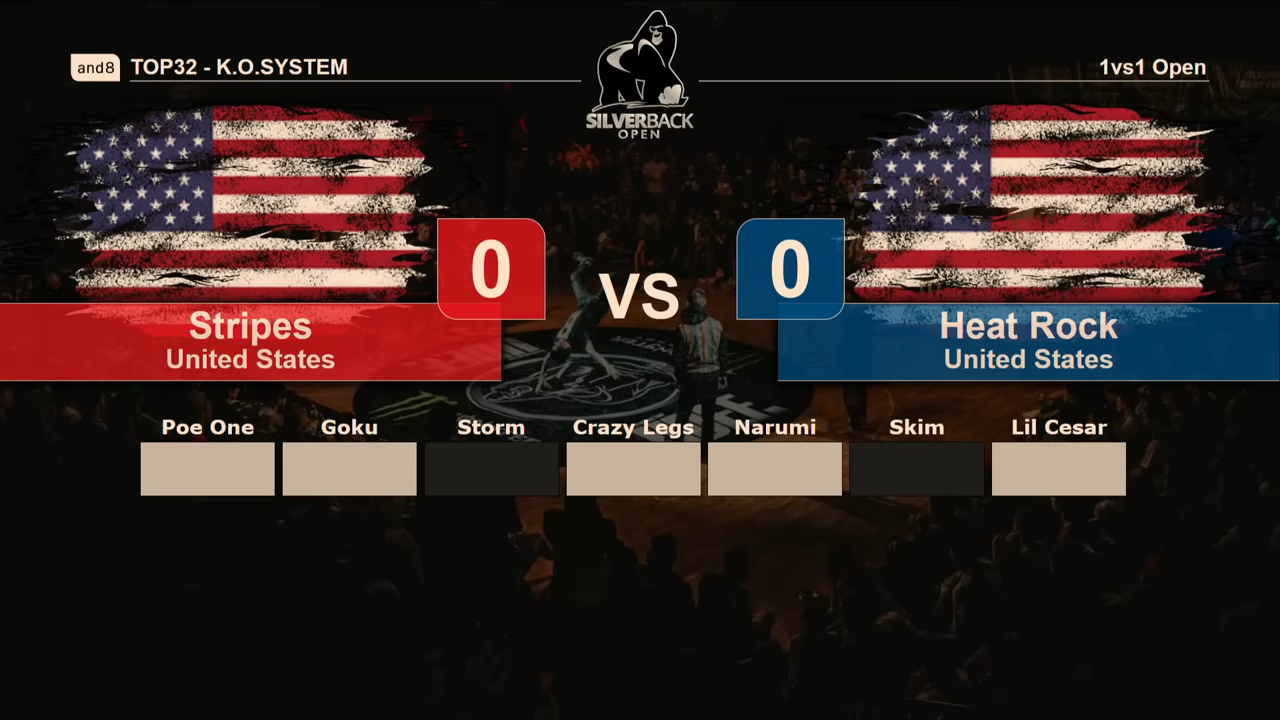 and8
TOP32 - K.O.SYSTEM
1vs1 Open
SILVERBACK
OPEN
0
VS
0
Stripes
United States
Heat Rock
United States
Poe One
Goku
Storm
Crazy Legs
Narumi
Skim
Lil Cesar